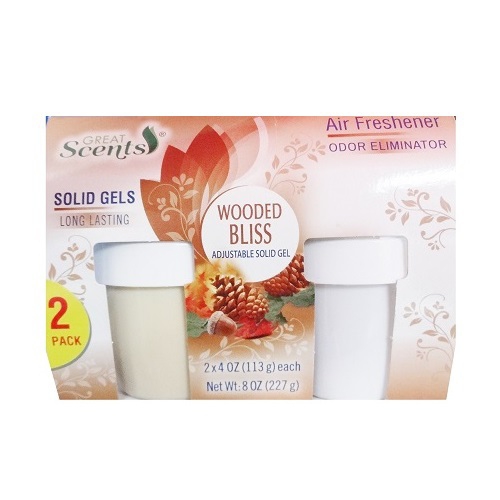 GREAT
Scents®
Air Freshener
ODOR ELIMINATOR
SOLID GELS
LONG LASTING
WOODED
BLISS
ADJUSTABLE SOLID GEL
2
PACK
2 x 4 OZ (113 g) each
Net Wt: 8 OZ (227 g)